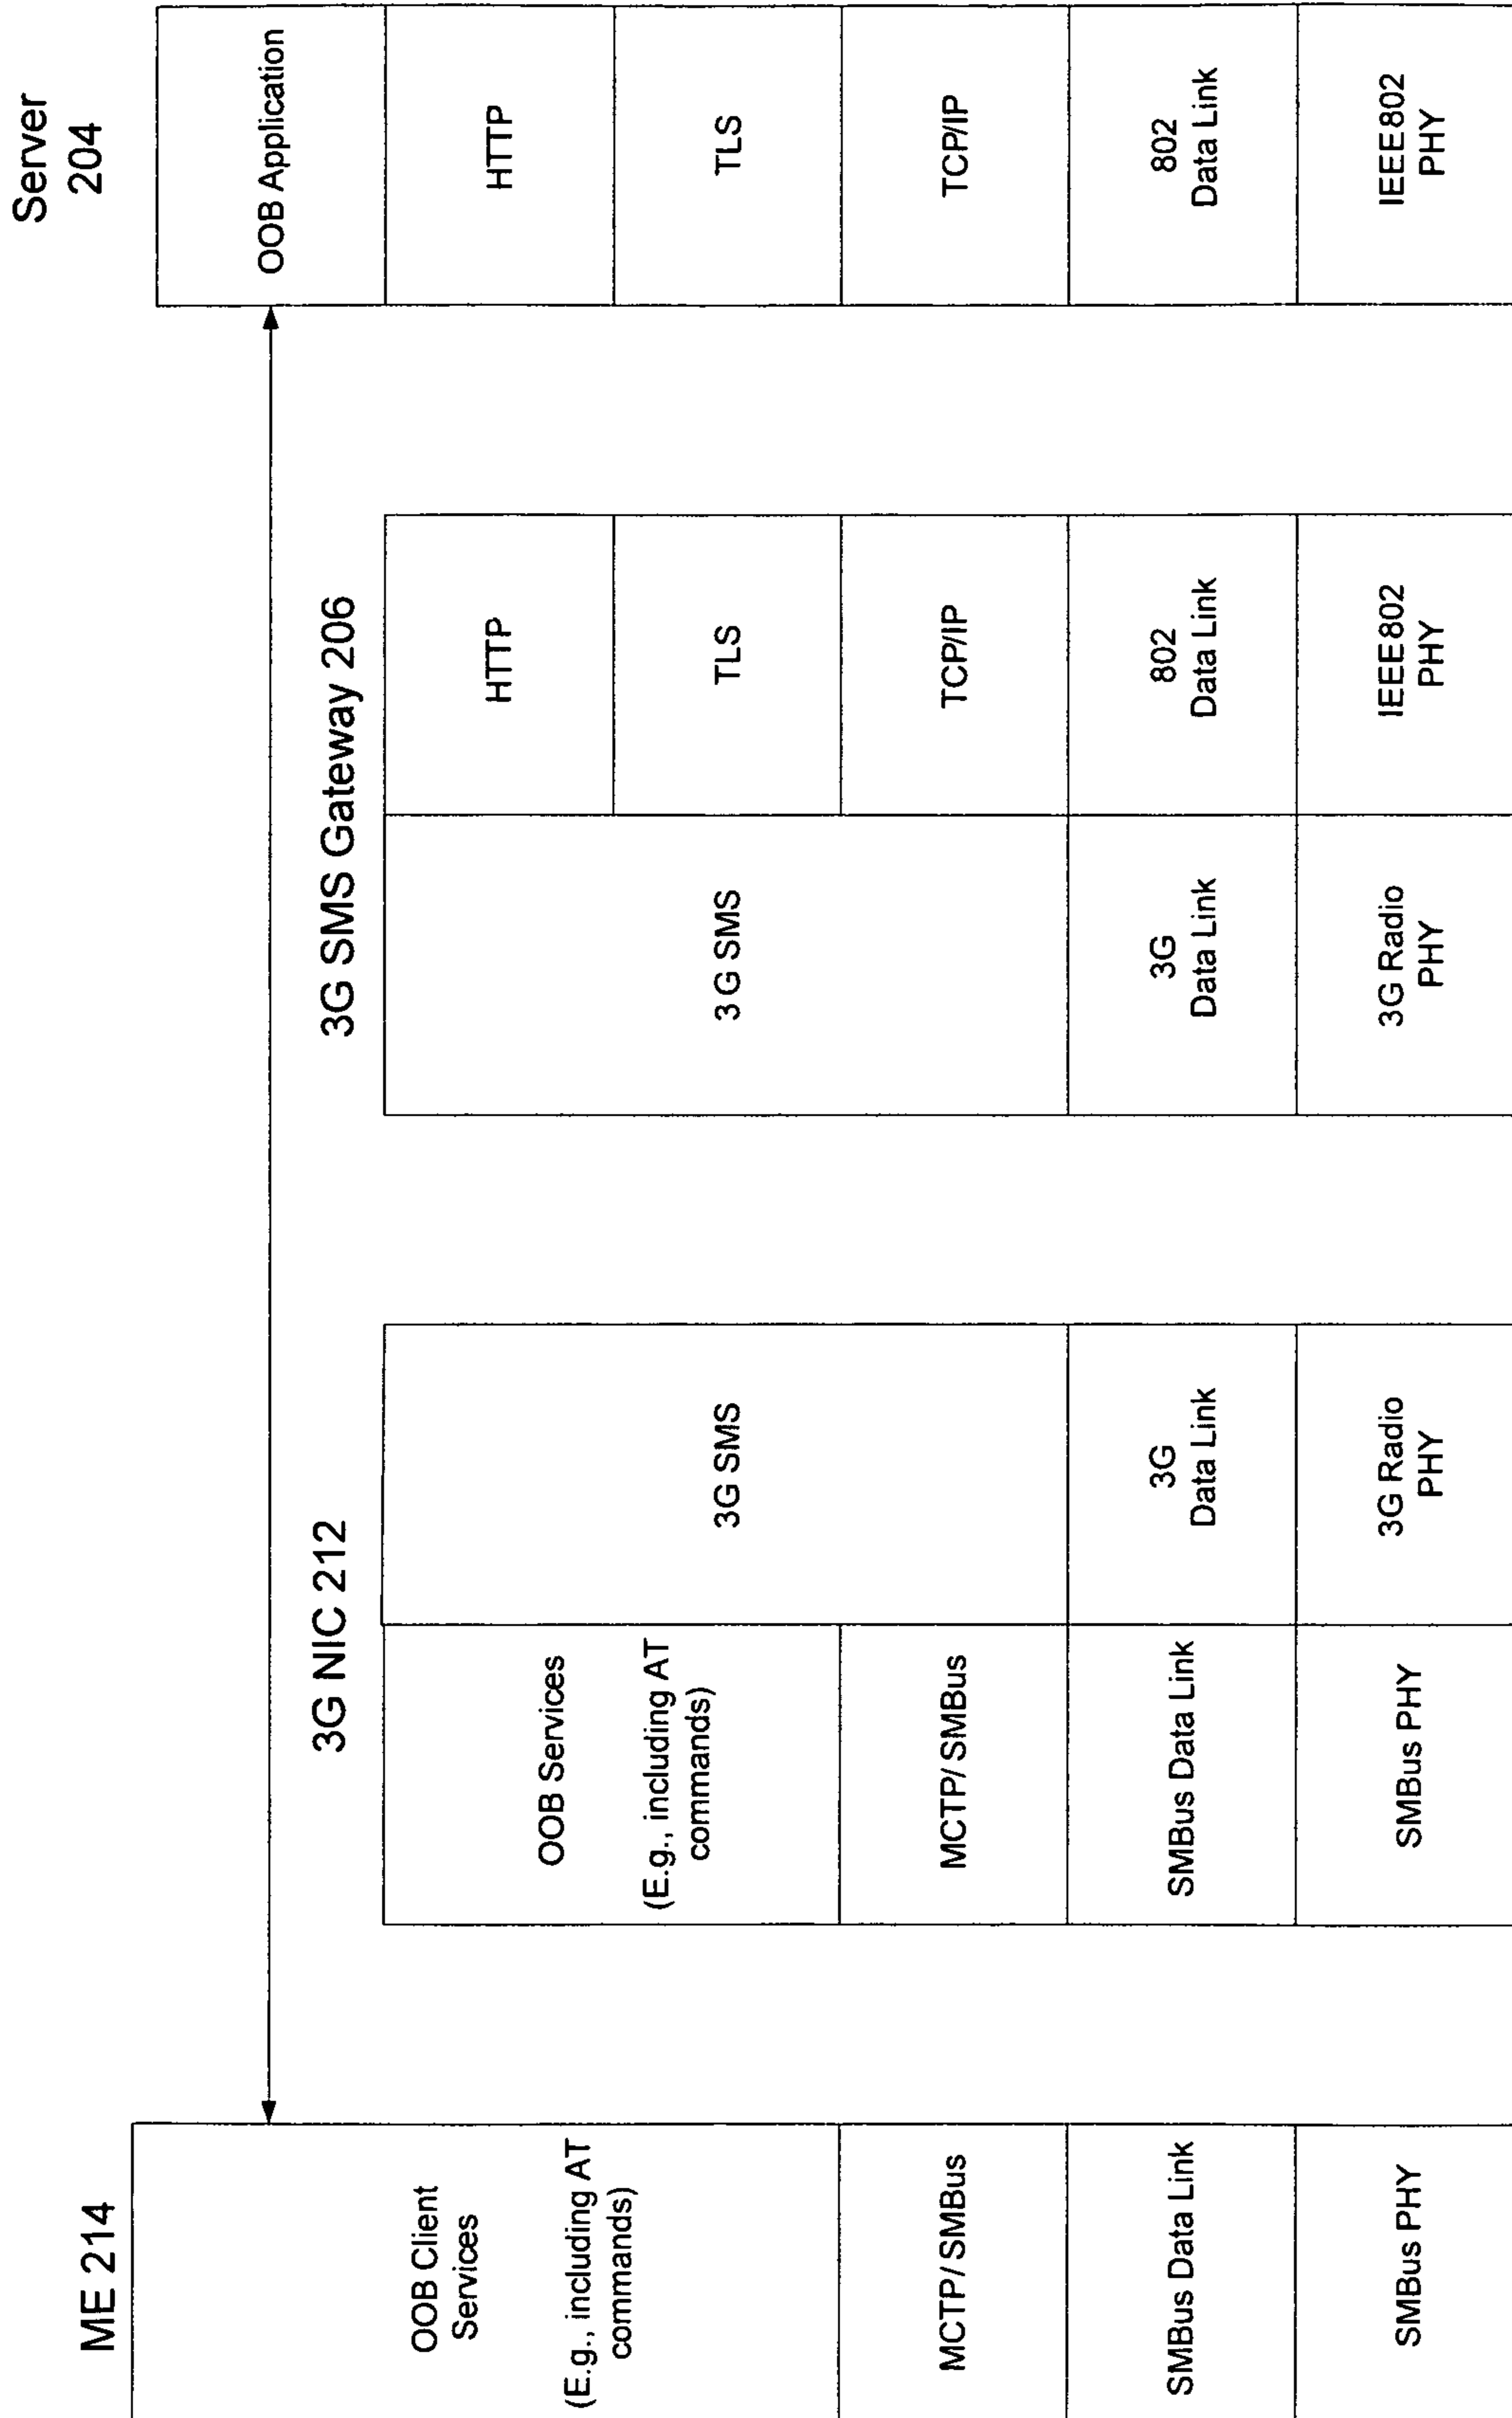 ME 214
OOB Client
Services
(E.g., including AT
commands)
MCTP/SMBus
SMBus Data Link
SMBus PHY
3G NIC 212
OOB Services
(E.g., including AT
commands)
MCTP/SMBus
SMBus Data Link
SMBus PHY
3G SMS
3G
Data Link
3G Radio
PHY
3G SMS Gateway 206
3G SMS
3G
Data Link
3G Radio
PHY
HTTP
TLS
TCP/IP
802
Data Link
IEEE802
PHY
Server
204
OOB Application
HTTP
TLS
TCP/IP
802
Data Link
IEEE802
PHY